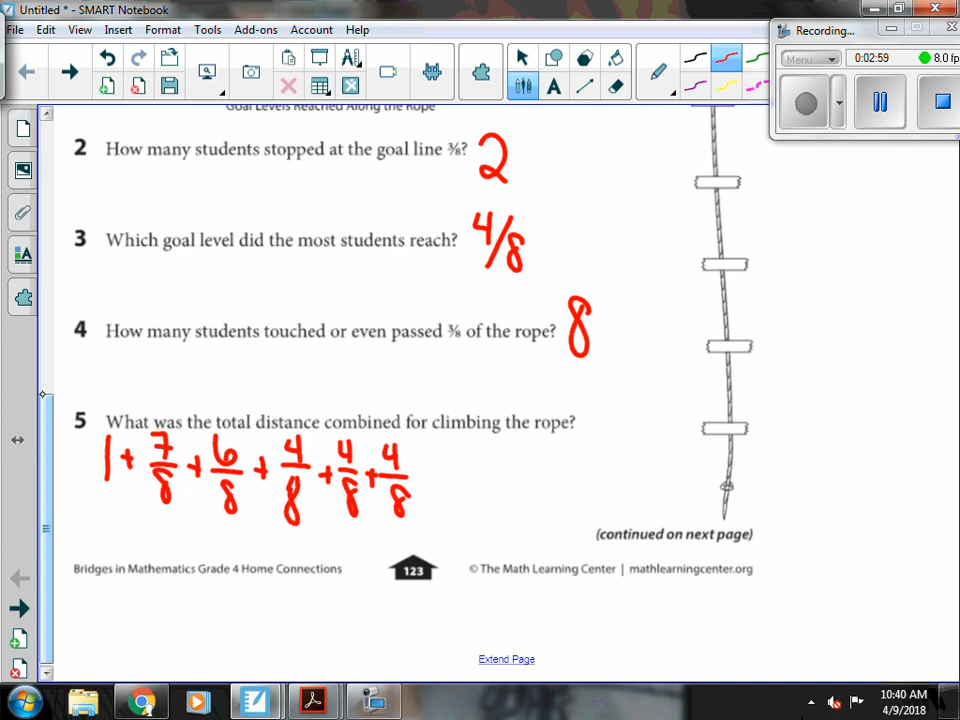 Untitled * - SMART Notebook
File Edit View Insert Format Tools Add-ons Account Help
Recording...
Menu 0:02:59 8.0 fp
Goal Levels Reached Along the Rope
2 How many students stopped at the goal line ⅜? 2
3 Which goal level did the most students reach? 4/8
4 How many students touched or even passed ⅜ of the rope? 8
5 What was the total distance combined for climbing the rope?
1 + 7/8 + 6/8 + 4/8 + 4/8 + 4/8
(continued on next page)
Bridges in Mathematics Grade 4 Home Connections 123 © The Math Learning Center | mathlearningcenter.org
Extend Page
10:40 AM
4/9/2018